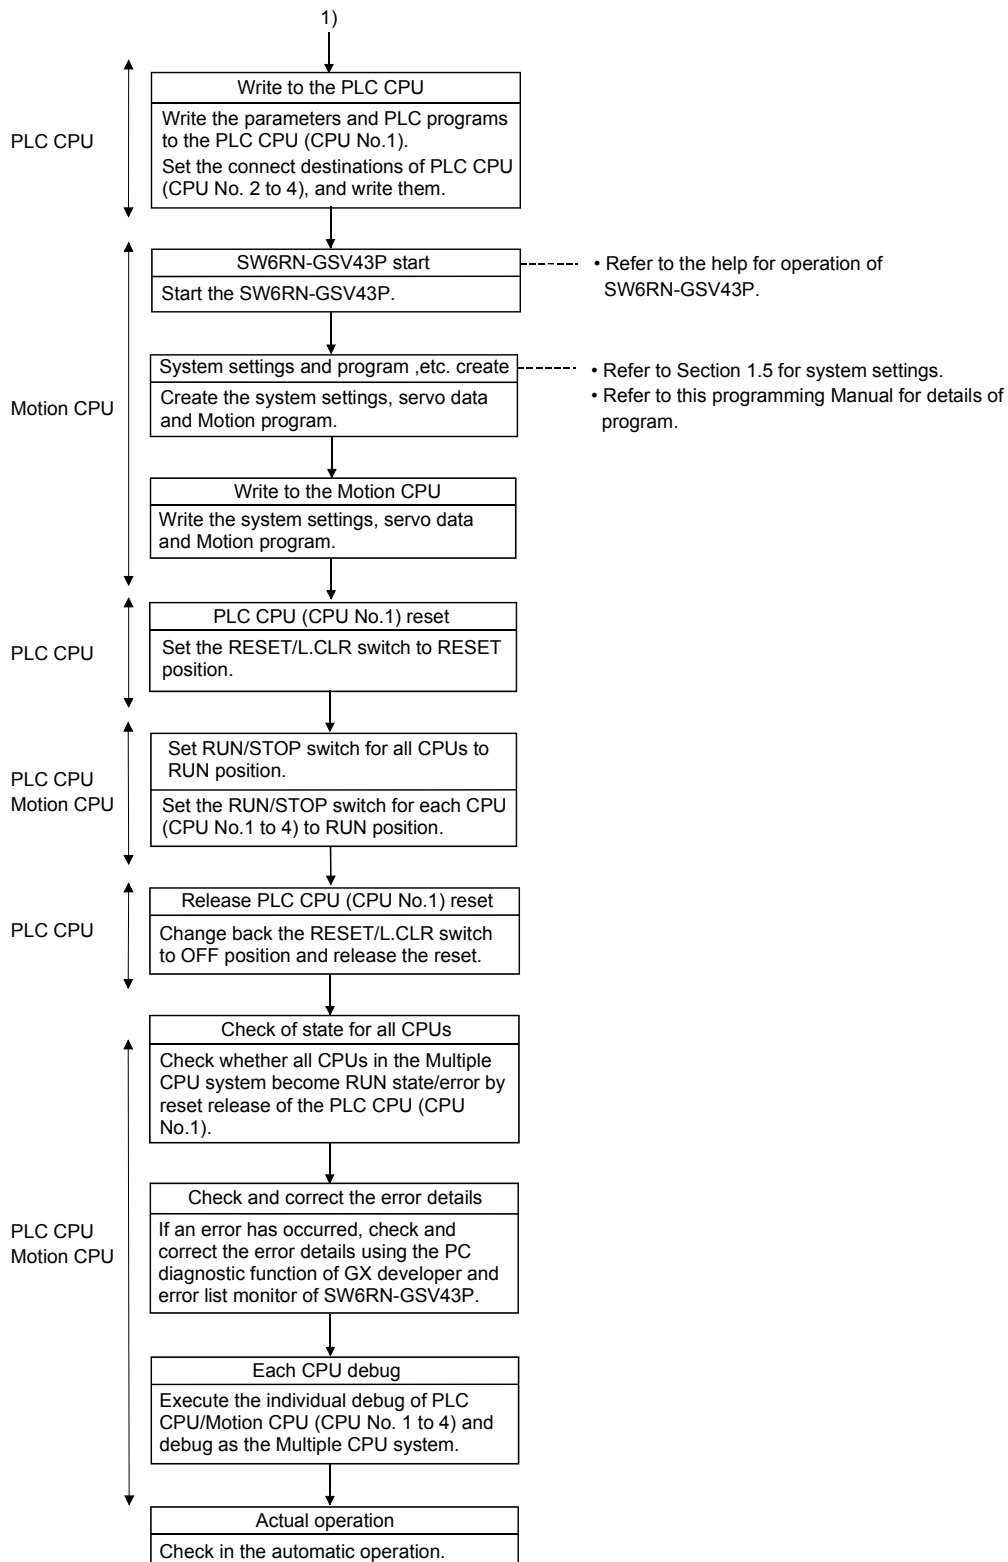 1)
Write to the PLC CPU
PLC CPU
Write the parameters and PLC programs
to the PLC CPU (CPU No.1).
Set the connect destinations of PLC CPU
(CPU No. 2 to 4), and write them.
SW6RN-GSV43P start
Start the SW6RN-GSV43P.
• Refer to the help for operation of
SW6RN-GSV43P.
Motion CPU
System settings and program ,etc. create
Create the system settings, servo data
and Motion program.
• Refer to Section 1.5 for system settings.
• Refer to this programming Manual for details of
program.
Write to the Motion CPU
Write the system settings, servo data
and Motion program.
PLC CPU
PLC CPU (CPU No.1) reset
Set the RESET/L.CLR switch to RESET
position.
PLC CPU
Motion CPU
Set RUN/STOP switch for all CPUs to
RUN position.
Set the RUN/STOP switch for each CPU
(CPU No.1 to 4) to RUN position.
PLC CPU
Release PLC CPU (CPU No.1) reset
Change back the RESET/L.CLR switch
to OFF position and release the reset.
Check of state for all CPUs
Check whether all CPUs in the Multiple
CPU system become RUN state/error by
reset release of the PLC CPU (CPU
No.1).
PLC CPU
Motion CPU
Check and correct the error details
If an error has occurred, check and
correct the error details using the PC
diagnostic function of GX developer and
error list monitor of SW6RN-GSV43P.
Each CPU debug
Execute the individual debug of PLC
CPU/Motion CPU (CPU No. 1 to 4) and
debug as the Multiple CPU system.
Actual operation
Check in the automatic operation.